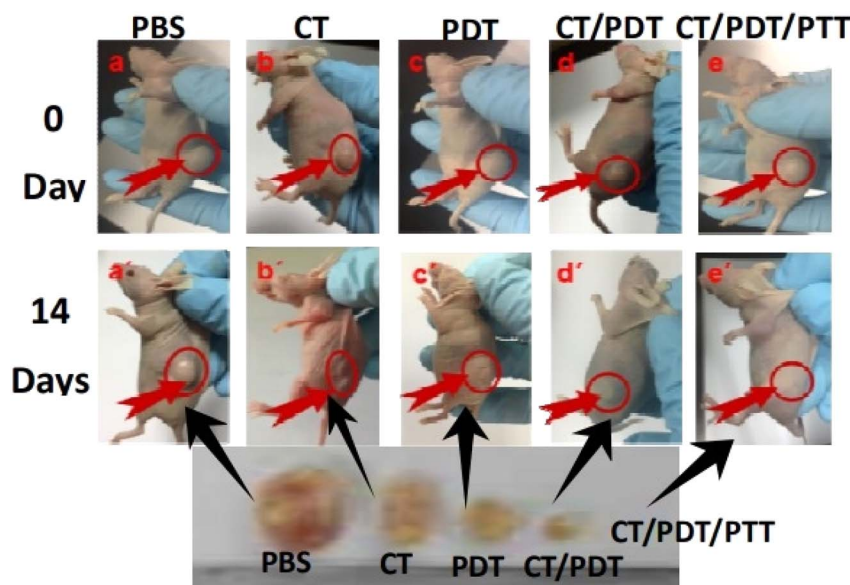 PBS CT PDT CT/PDT CT/PDT/PTT
a b c d e
0
Day
a´ b´ c´ d´ e´
14
Days
CT/PDT/PTT
PBS CT PDT CT/PDT